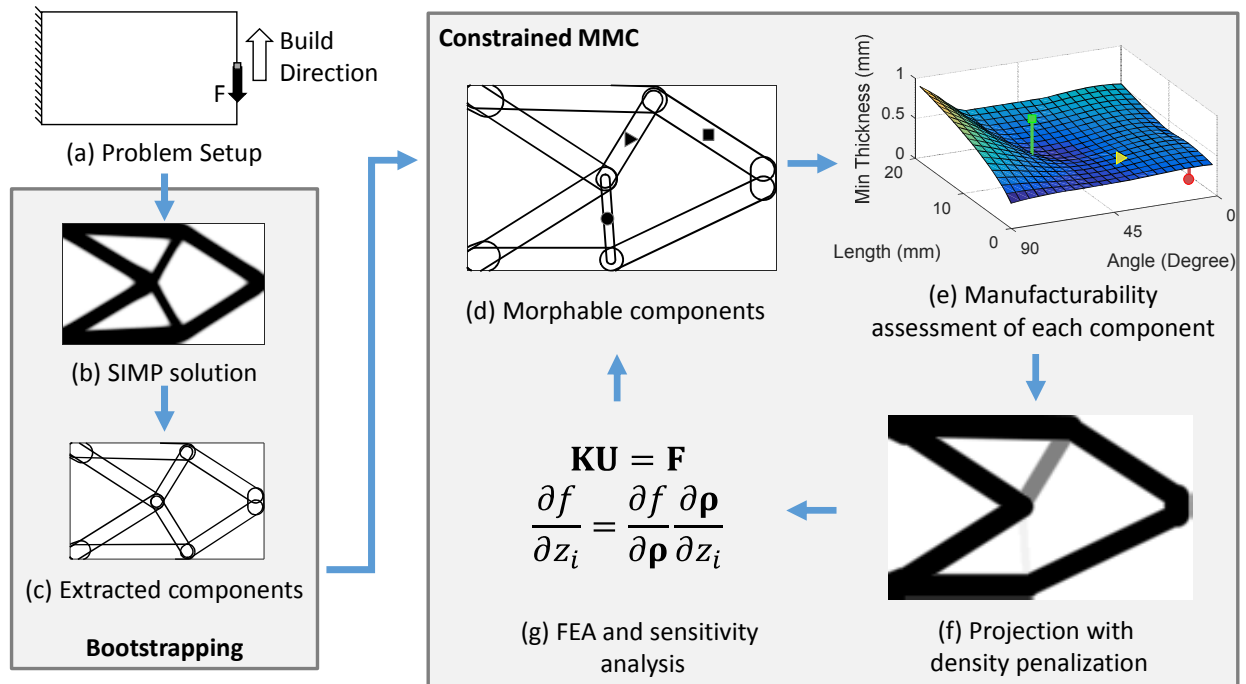 Build
Direction
F
(a) Problem Setup
(b) SIMP solution
(c) Extracted components
Bootstrapping
Constrained MMC
(d) Morphable components
Min Thickness (mm)
1
0.5
0
20
10
0
Length (mm)
90
45
0
Angle (Degree)
(e) Manufacturability
assessment of each component
(f) Projection with
density penalization
KU = F
∂f/∂z_i = ∂f/∂ρ ∂ρ/∂z_i
(g) FEA and sensitivity
analysis